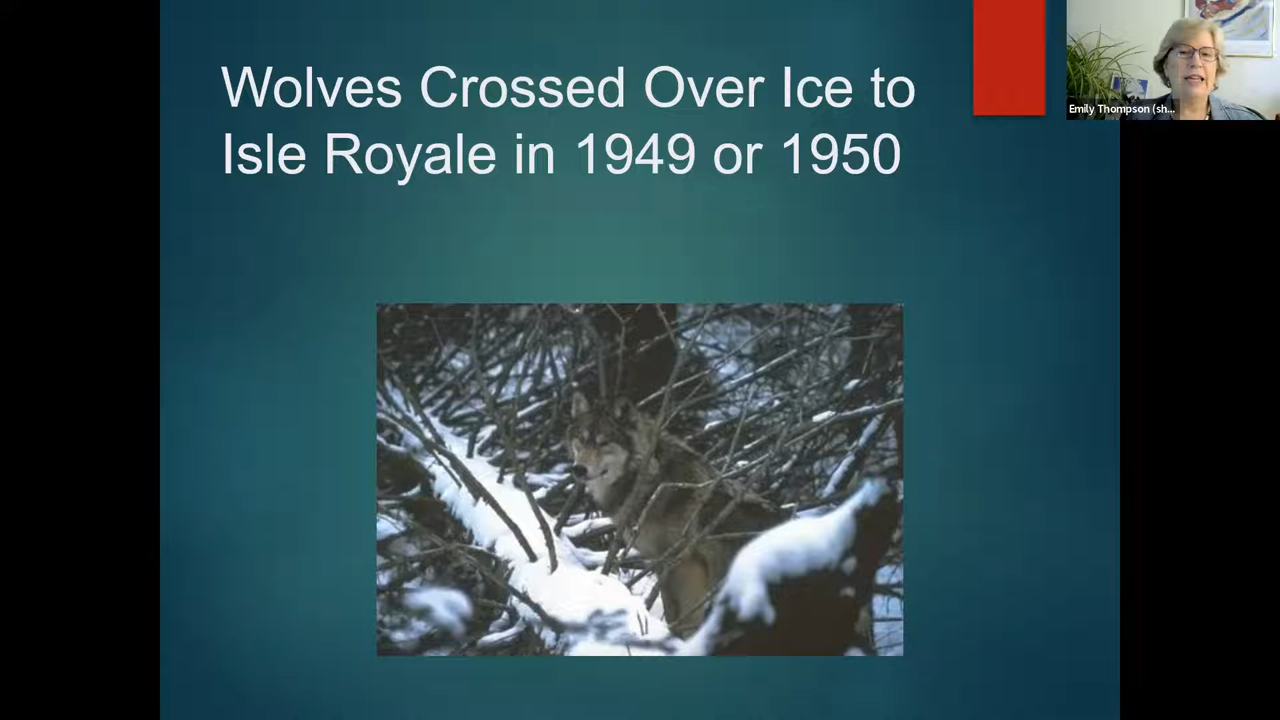 Wolves Crossed Over Ice to
Isle Royale in 1949 or 1950
Emily Thompson (sh...